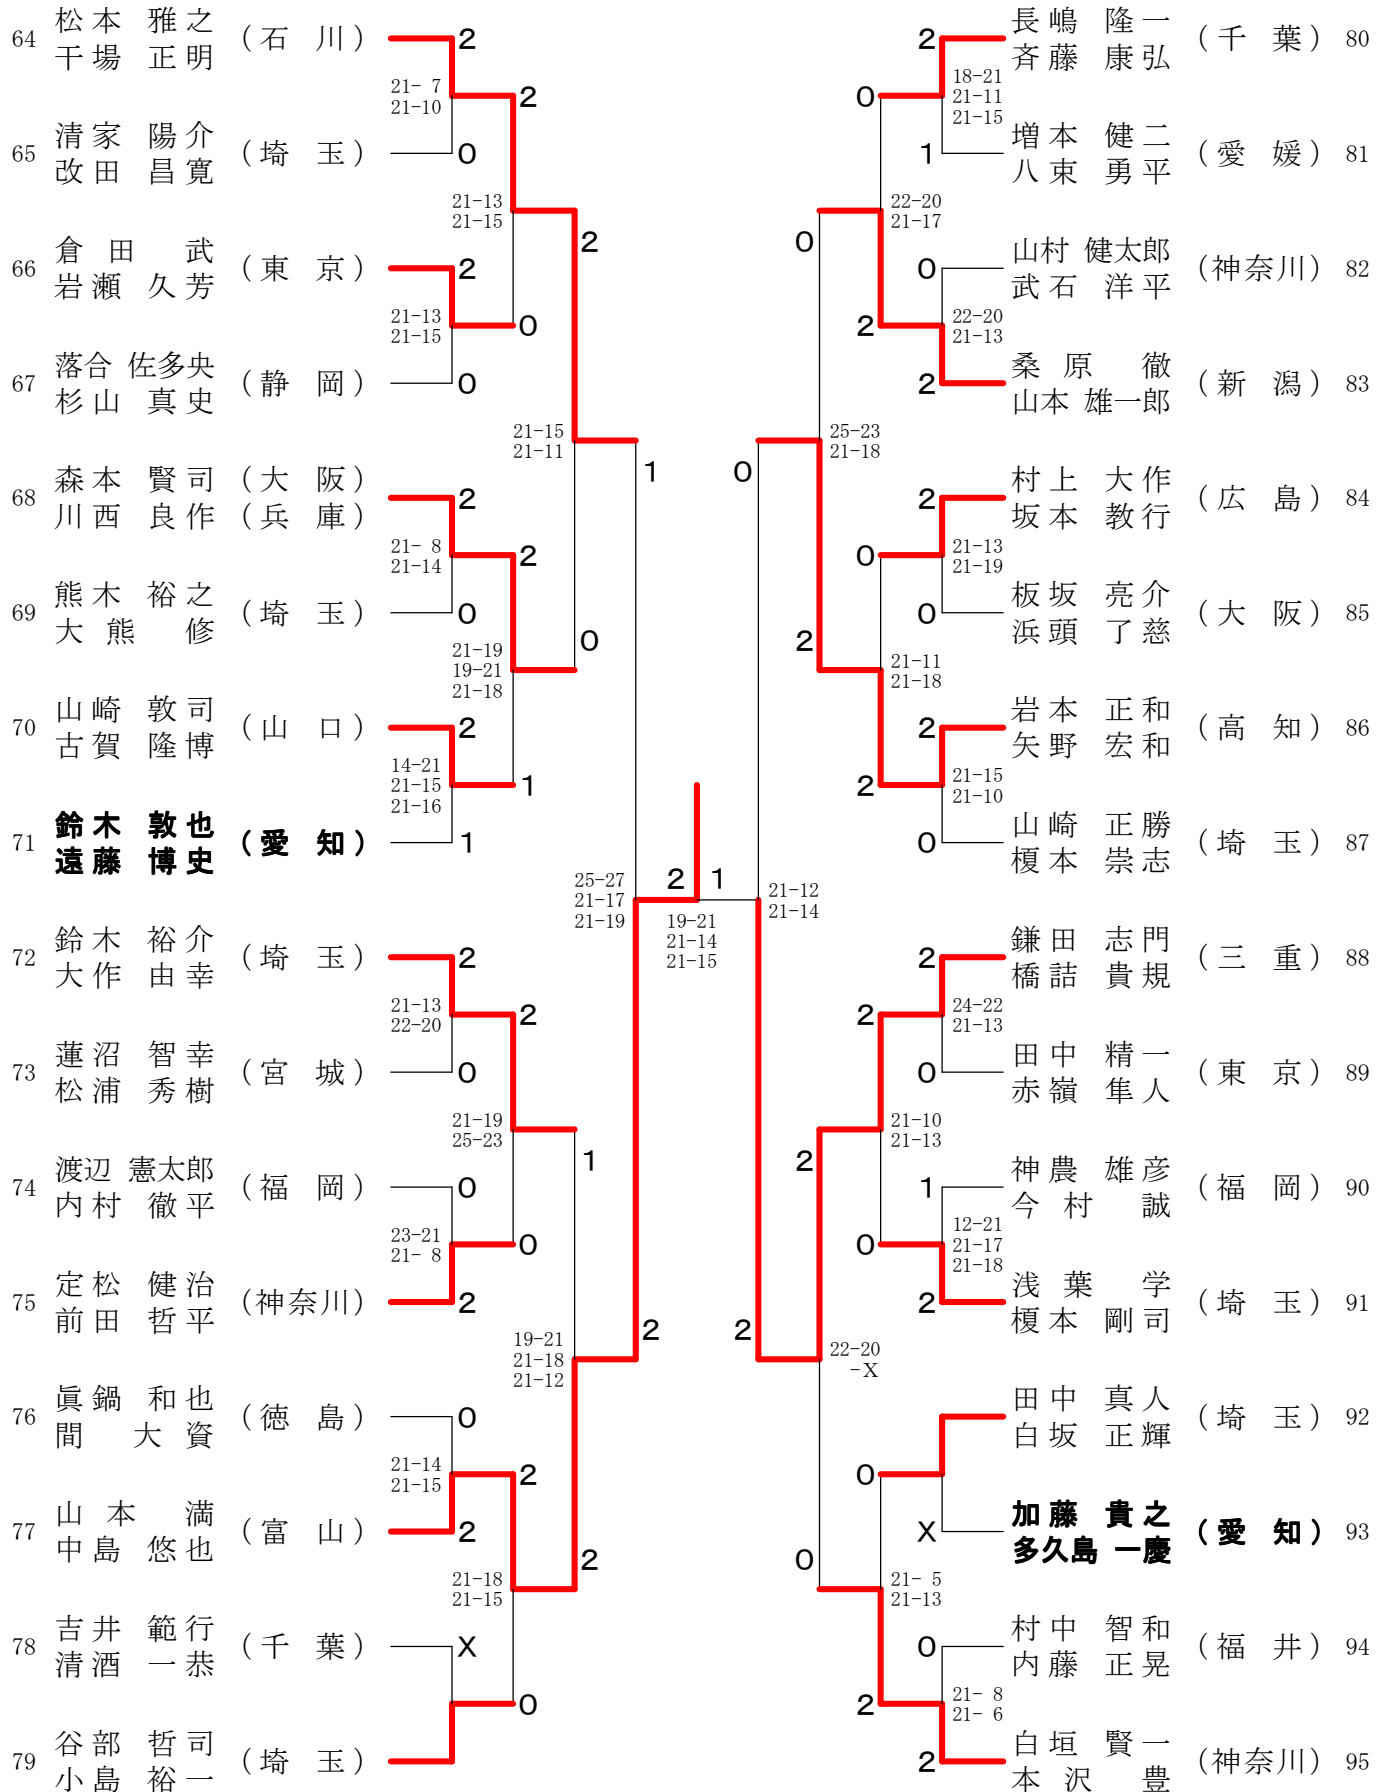 64 松本 雅之 (石 川) 2
干場 正明
21- 7
21-10
2
65 清家 陽介 (埼 玉) 0
改田 昌寛
21-13
21-15
2
66 倉田 武 (東 京) 2
岩瀬 久芳
21-13
21-15
0
67 落合 佐多央 (静 岡) 0
杉山 真史
21-15
21-11
1
68 森本 賢司 (大 阪) 2
川西 良作 (兵 庫)
21- 8
21-14
2
69 熊木 裕之 (埼 玉) 0
大熊 修
21-19
19-21
21-18
0
70 山崎 敦司 (山 口) 2
古賀 隆博
14-21
21-15
21-16
1
71 鈴木 敦也 (愛 知) 1
遠藤 博史
25-27
21-17
21-19
2 1
19-21
21-14
21-15
72 鈴木 裕介 (埼 玉) 2
大作 由幸
21-13
22-20
2
73 蓮沼 智幸 (宮 城) 0
松浦 秀樹
21-19
25-23
1
74 渡辺 憲太郎 (福 岡) 0
内村 徹平
23-21
21- 8
0
75 定松 健治 (神奈川) 2
前田 哲平
19-21
21-18
21-12
2
76 眞鍋 和也 (徳 島) 0
間 大資
21-14
21-15
2
77 山本 満 (富 山) 2
中島 悠也
21-18
21-15
2
78 吉井 範行 (千 葉) X
清酒 一恭
0
79 谷部 哲司 (埼 玉)
小島 裕一
2 長嶋 隆一 (千 葉) 80
斉藤 康弘
0
18-21
21-11
21-15
1 増本 健二 (愛 媛) 81
八束 勇平
0
22-20
21-17
0 山村 健太郎 (神奈川) 82
武石 洋平
2
22-20
21-13
2 桑原 徹 (新 潟) 83
山本 雄一郎
0
25-23
21-18
2 村上 大作 (広 島) 84
坂本 教行
0
21-13
21-19
0 板坂 亮介 (大 阪) 85
浜頭 了慈
2
21-11
21-18
2 岩本 正和 (高 知) 86
矢野 宏和
2
21-15
21-10
0 山崎 正勝 (埼 玉) 87
榎本 崇志
21-12
21-14
2 鎌田 志門 (三 重) 88
橋詰 貴規
2
24-22
21-13
0 田中 精一 (東 京) 89
赤嶺 隼人
2
21-10
21-13
1 神農 雄彦 (福 岡) 90
今村 誠
0
12-21
21-17
21-18
2 浅葉 学 (埼 玉) 91
榎本 剛司
2
22-20
-X
田中 真人 (埼 玉) 92
白坂 正輝
0
X 加藤 貴之 (愛 知) 93
多久島 一慶
0
21- 5
21-13
0 村中 智和 (福 井) 94
内藤 正晃
2
21- 8
21- 6
2 白垣 賢一 (神奈川) 95
本沢 豊